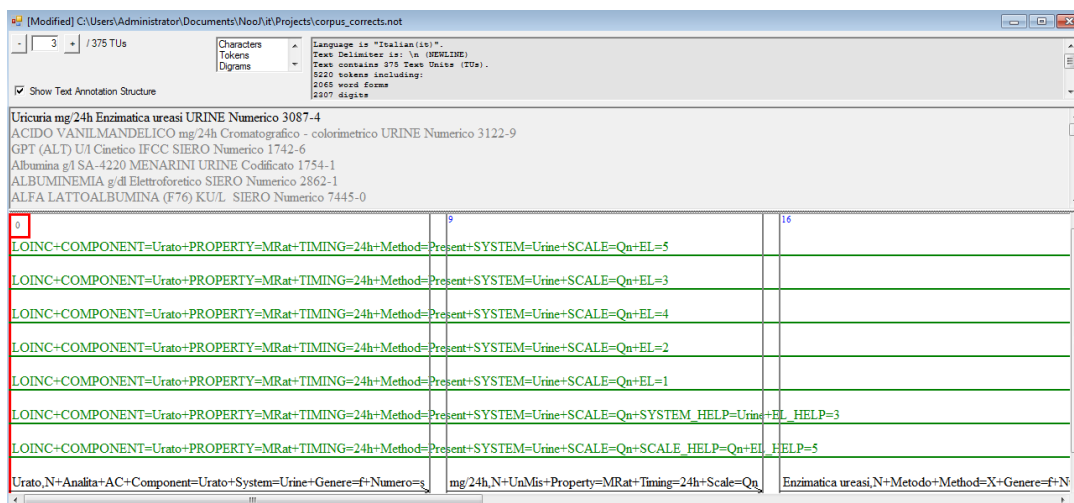 [Modified] C:\Users\Administrator\Documents\NooJ\it\Projects\corpus_corrects.not
- 3 + / 375 TUs
Characters
Tokens
Digrams
Show Text Annotation Structure
Language is "Italian(it)".
Text Delimiter is: \n (NEWLINE)
Text contains 375 Text Units (TUs).
5220 tokens including:
2065 word forms
2307 digits
Uricuria mg/24h Enzimatica ureasi URINE Numerico 3087-4
ACIDO VANILMANDELICO mg/24h Cromatografico - colorimetrico URINE Numerico 3122-9
GPT (ALT) U/l Cinetico IFCC SIERO Numerico 1742-6
Albumina g/l SA-4220 MENARINI URINE Codificato 1754-1
ALBUMINEMIA g/dl Elettroforetico SIERO Numerico 2862-1
ALFA LATTOALBUMINA (F76) KU/L SIERO Numerico 7445-0
0 9 16
LOINC+COMPONENT=Urato+PROPERTY=MRat+TIMING=24h+Method=Present+SYSTEM=Urine+SCALE=Qn+EL=5
LOINC+COMPONENT=Urato+PROPERTY=MRat+TIMING=24h+Method=Present+SYSTEM=Urine+SCALE=Qn+EL=3
LOINC+COMPONENT=Urato+PROPERTY=MRat+TIMING=24h+Method=Present+SYSTEM=Urine+SCALE=Qn+EL=4
LOINC+COMPONENT=Urato+PROPERTY=MRat+TIMING=24h+Method=Present+SYSTEM=Urine+SCALE=Qn+EL=2
LOINC+COMPONENT=Urato+PROPERTY=MRat+TIMING=24h+Method=Present+SYSTEM=Urine+SCALE=Qn+EL=1
LOINC+COMPONENT=Urato+PROPERTY=MRat+TIMING=24h+Method=Present+SYSTEM=Urine+SCALE=Qn+SYSTEM_HELP=Urine+EL_HELP=3
LOINC+COMPONENT=Urato+PROPERTY=MRat+TIMING=24h+Method=Present+SYSTEM=Urine+SCALE=Qn+SCALE_HELP=Qn+EL_HELP=5
Urato,N+Analita+AC+Component=Urato+System=Urine+Genere=f+Numero=s mg/24h,N+UnMis+Property=MRat+Timing=24h+Scale=Qn Enzimatica ureasi,N+Metodo+Method=X+Genere=f+N